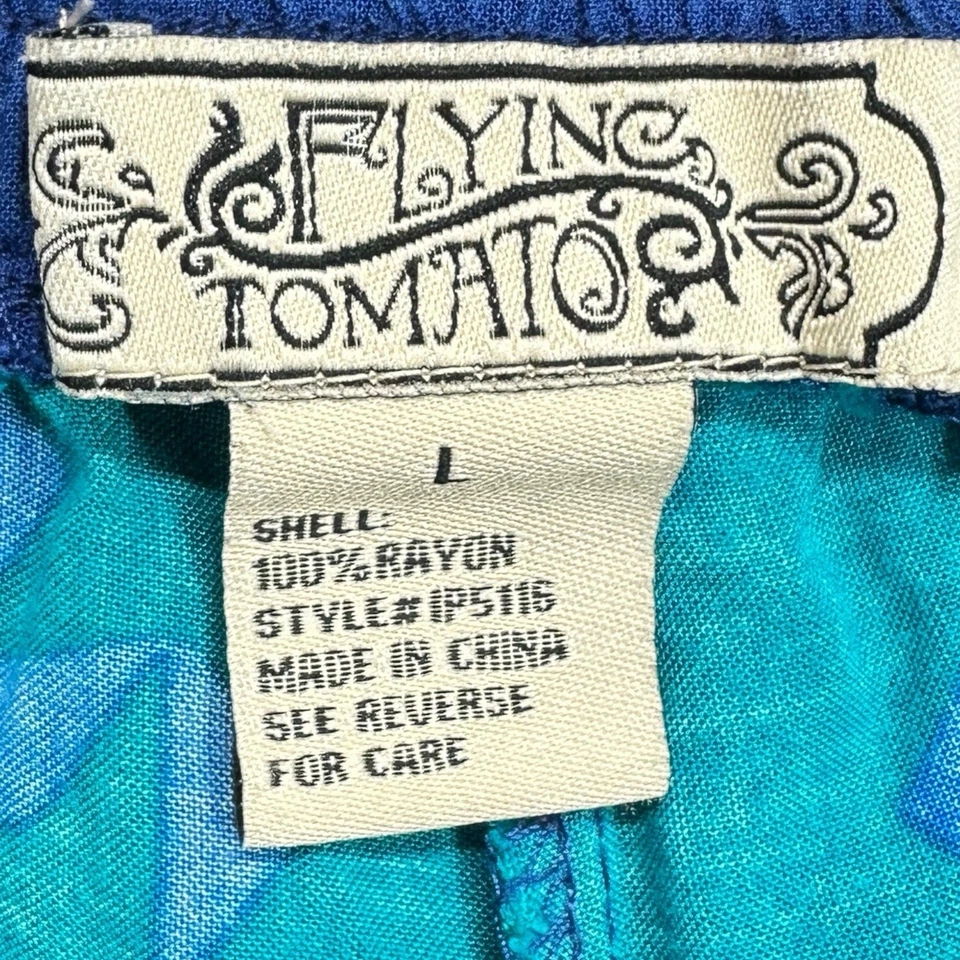 FLYING
TOMATO
L
SHELL:
100% RAYON
STYLE# IP5116
MADE IN CHINA
SEE REVERSE
FOR CARE